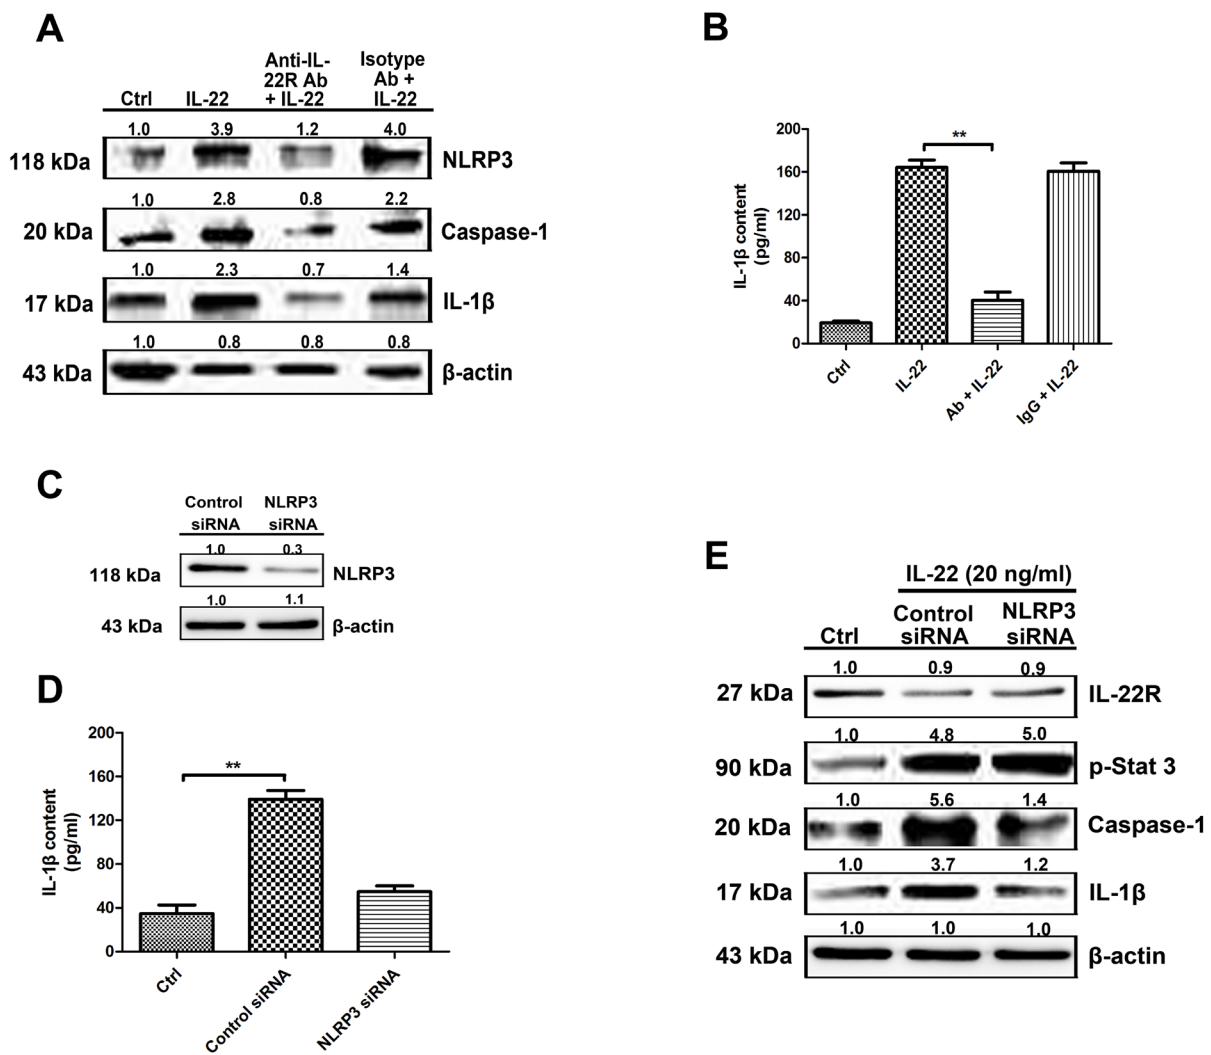 A
Ctrl
IL-22
Anti-IL-
22R Ab
+ IL-22
Isotype
Ab +
IL-22
1.0 3.9 1.2 4.0
118 kDa NLRP3
1.0 2.8 0.8 2.2
20 kDa Caspase-1
1.0 2.3 0.7 1.4
17 kDa IL-1β
1.0 0.8 0.8 0.8
43 kDa β-actin
B
IL-1β content
(pg/ml)
200
160
120
80
40
0
**
Ctrl
IL-22
Ab + IL-22
IgG + IL-22
C
Control
siRNA
NLRP3
siRNA
1.0 0.3
118 kDa NLRP3
1.0 1.1
43 kDa β-actin
D
IL-1β content
(pg/ml)
200
160
120
80
40
0
**
Ctrl
Control siRNA
NLRP3 siRNA
E
IL-22 (20 ng/ml)
Ctrl
Control
siRNA
NLRP3
siRNA
1.0 0.9 0.9
27 kDa IL-22R
1.0 4.8 5.0
90 kDa p-Stat 3
1.0 5.6 1.4
20 kDa Caspase-1
1.0 3.7 1.2
17 kDa IL-1β
1.0 1.0 1.0
43 kDa β-actin